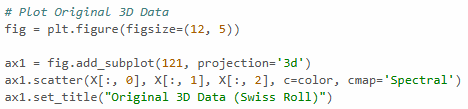 # Plot Original 3D Data
fig = plt.figure(figsize=(12, 5))
ax1 = fig.add_subplot(121, projection='3d')
ax1.scatter(X[:, 0], X[:, 1], X[:, 2], c=color, cmap='Spectral')
ax1.set_title("Original 3D Data (Swiss Roll)")